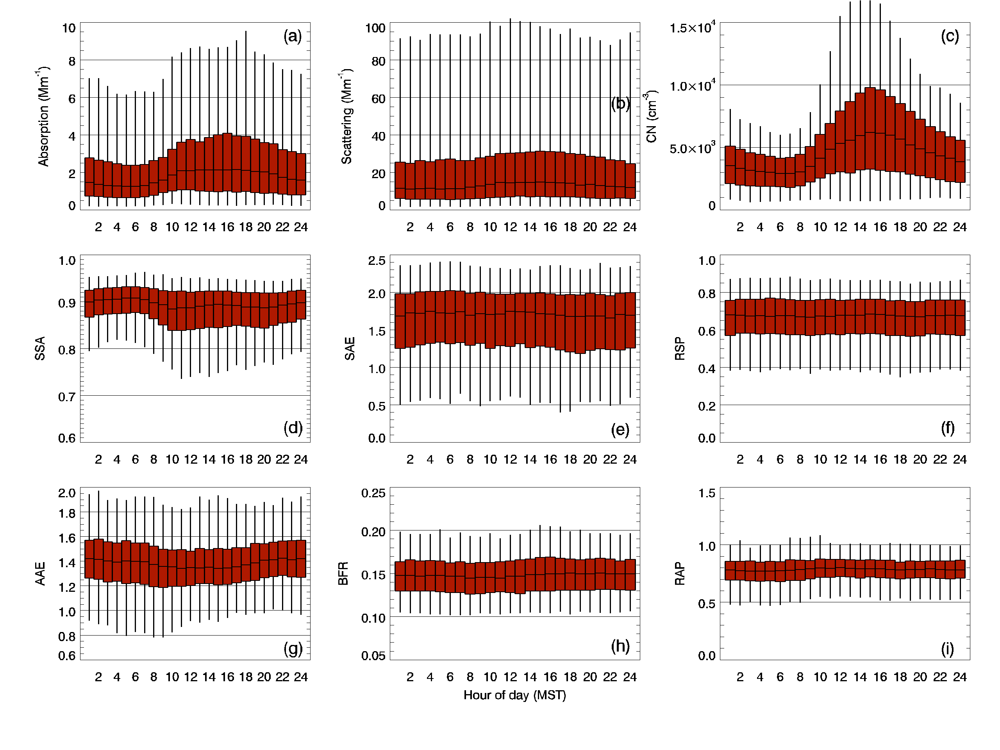 (a)
Absorption (Mm-1)
10
8
6
4
2
0
2 4 6 8 10 12 14 16 18 20 22 24
(b)
Scattering (Mm-1)
100
80
60
40
20
0
2 4 6 8 10 12 14 16 18 20 22 24
(c)
CN (cm-3)
1.5×10^4
1.0×10^4
5.0×10^3
0
2 4 6 8 10 12 14 16 18 20 22 24
(d)
SSA
1.0
0.9
0.8
0.7
0.6
2 4 6 8 10 12 14 16 18 20 22 24
(e)
SAE
2.5
2.0
1.5
1.0
0.5
0.0
2 4 6 8 10 12 14 16 18 20 22 24
(f)
RSP
1.0
0.8
0.6
0.4
0.2
0.0
2 4 6 8 10 12 14 16 18 20 22 24
(g)
AAE
2.0
1.8
1.6
1.4
1.2
1.0
0.8
0.6
2 4 6 8 10 12 14 16 18 20 22 24
(h)
BFR
0.25
0.20
0.15
0.10
0.05
2 4 6 8 10 12 14 16 18 20 22 24
Hour of day (MST)
(i)
RAP
1.5
1.0
0.5
0.0
2 4 6 8 10 12 14 16 18 20 22 24